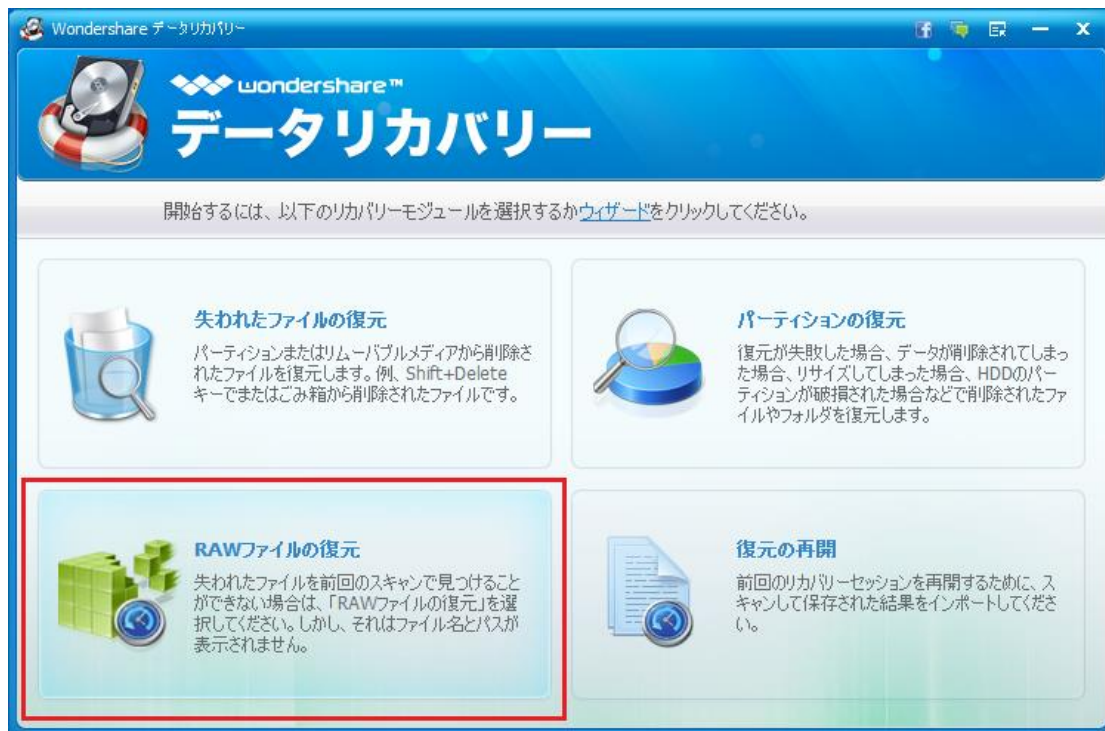 Wondershare データリカバリー
wondershare™
データリカバリー
開始するには、以下のリカバリーモジュールを選択するかウィザードをクリックしてください。
失われたファイルの復元
パーティションまたはリムーバブルメディアから削除さ
れたファイルを復元します。例、Shift+Delete
キーでまたはごみ箱から削除されたファイルです。
パーティションの復元
復元が失敗した場合、データが削除されてしまっ
た場合、リサイズしてしまった場合、HDDのパー
ティションが破損された場合などで削除されたファ
イルやフォルダを復元します。
RAWファイルの復元
失われたファイルを前回のスキャンで見つけること
ができない場合は、「RAWファイルの復元」を選
択してください。しかし、それはファイル名とパスが
表示されません。
復元の再開
前回のリカバリーセッションを再開するために、ス
キャンして保存された結果をインポートしてくださ
い。